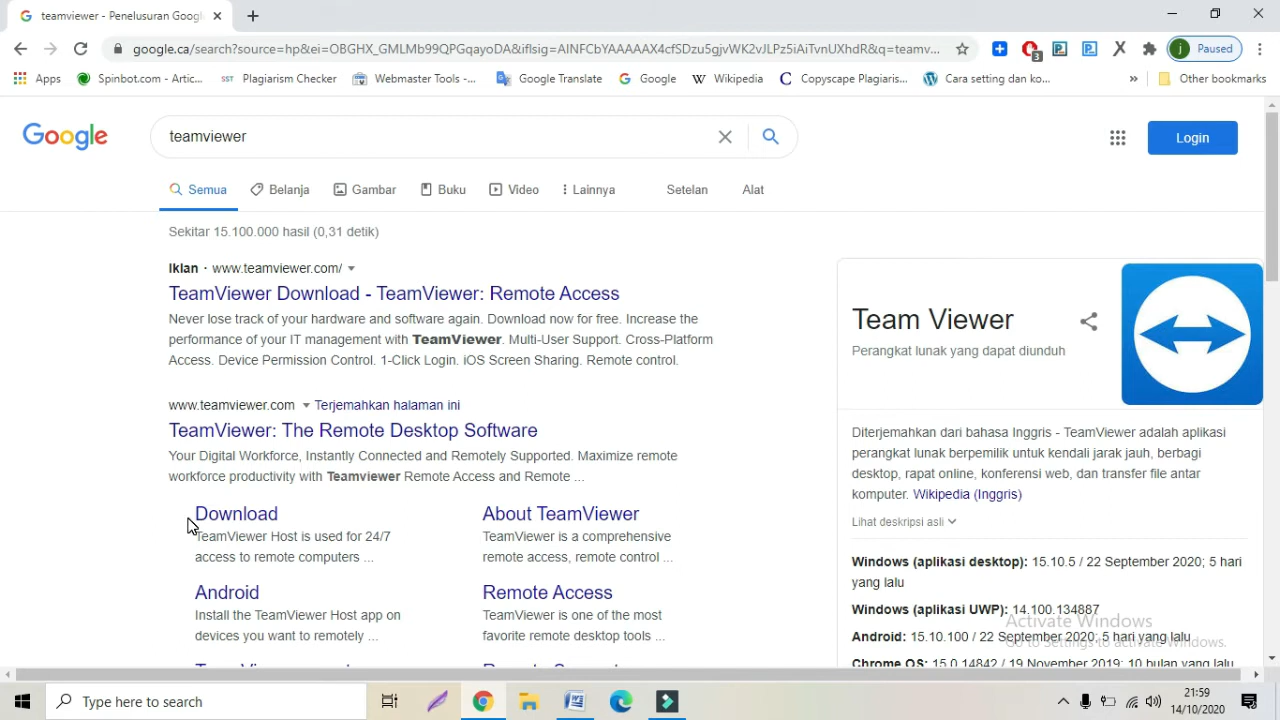 teamviewer - Penelusuran Googl
google.ca/search?source=hp&ei=OBGHX_GMLMb99QPGqayoDA&iflsig=AINFCbYAAAAAX4cfSDzu5gjvWK2vJLPz5iAiTvnUXhdR&q=teamv...
3
j Paused
Apps Spinbot.com - Artic... SST Plagiarism Checker Webmaster Tools -... Google Translate Google Wikipedia Copyscape Plagiaris... Cara setting dan ko... » Other bookmarks
Google
teamviewer
Login
Semua Belanja Gambar Buku Video Lainnya Setelan Alat
Sekitar 15.100.000 hasil (0,31 detik)
Iklan · www.teamviewer.com/
TeamViewer Download - TeamViewer: Remote Access
Never lose track of your hardware and software again. Download now for free. Increase the
performance of your IT management with TeamViewer. Multi-User Support. Cross-Platform
Access. Device Permission Control. 1-Click Login. iOS Screen Sharing. Remote control.
www.teamviewer.com Terjemahkan halaman ini
TeamViewer: The Remote Desktop Software
Your Digital Workforce, Instantly Connected and Remotely Supported. Maximize remote
workforce productivity with Teamviewer Remote Access and Remote ...
Download
TeamViewer Host is used for 24/7
access to remote computers ...
About TeamViewer
TeamViewer is a comprehensive
remote access, remote control ...
Android
Install the TeamViewer Host app on
devices you want to remotely ...
Remote Access
TeamViewer is one of the most
favorite remote desktop tools ...
Team Viewer
Perangkat lunak yang dapat diunduh
Diterjemahkan dari bahasa Inggris - TeamViewer adalah aplikasi
perangkat lunak berpemilik untuk kendali jarak jauh, berbagi
desktop, rapat online, konferensi web, dan transfer file antar
komputer. Wikipedia (Inggris)
Lihat deskripsi asli
Windows (aplikasi desktop): 15.10.5 / 22 September 2020; 5 hari
yang lalu
Windows (aplikasi UWP): 14.100.134887
Android: 15.10.100 / 22 September 2020; 5 hari yang lalu
Chrome OS: 15.0.14842 / 19 November 2019; 10 bulan yang lalu
Activate Windows
Go to Settings to activate Windows.
Type here to search
21:59
14/10/2020